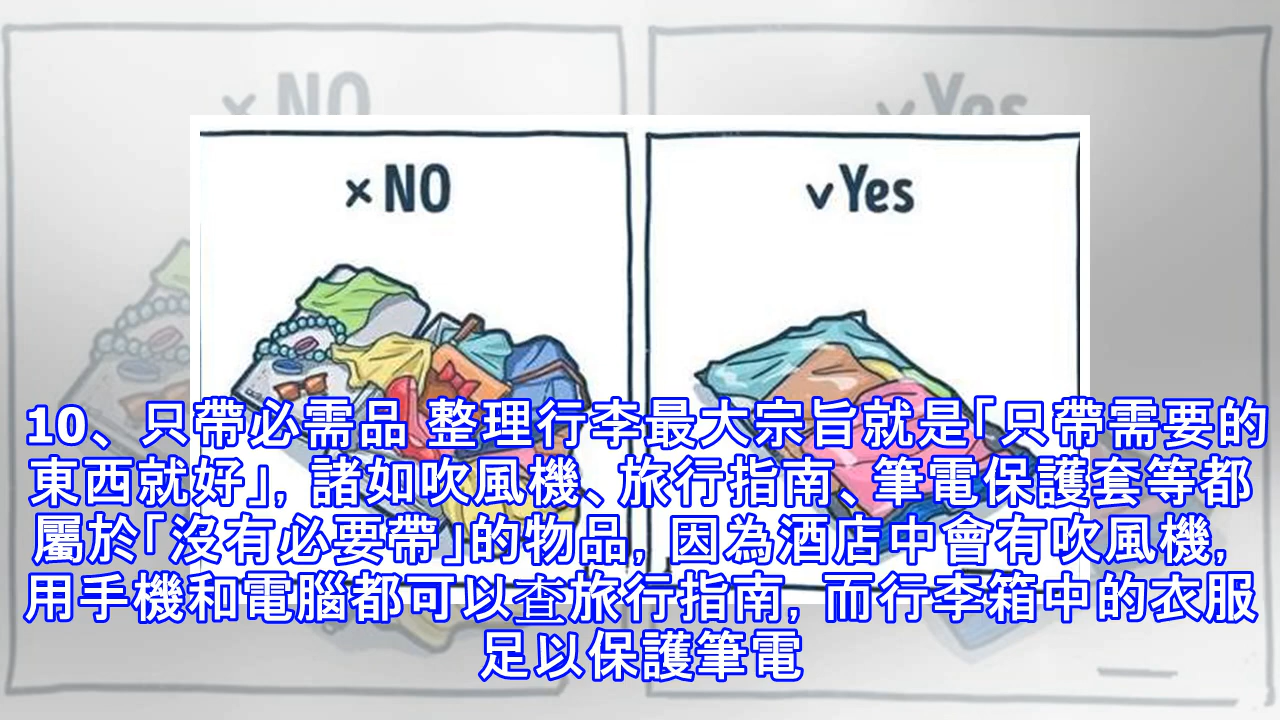 × NO
✓ Yes
× NO
✓ Yes
10、只帶必需品 整理行李最大宗旨就是「只帶需要的
東西就好」, 諸如吹風機、旅行指南、筆電保護套等都
屬於「沒有必要帶」的物品, 因為酒店中會有吹風機,
用手機和電腦都可以查旅行指南, 而行李箱中的衣服
足以保護筆電